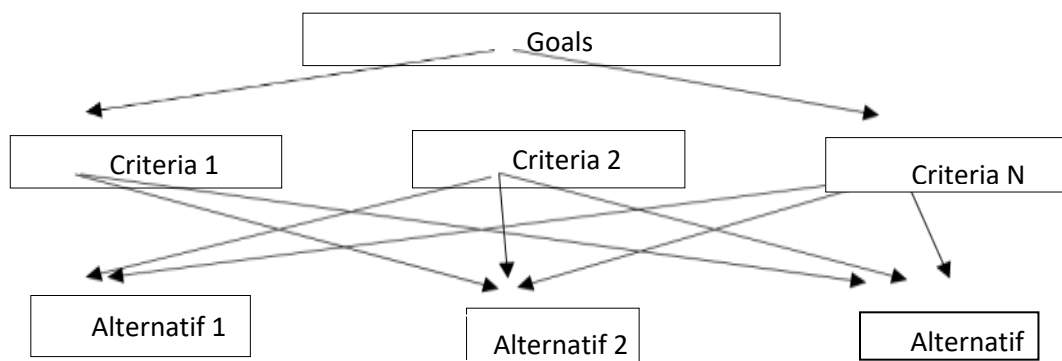 Goals
Criteria 1
Criteria 2
Criteria N
Alternatif 1
Alternatif 2
Alternatif